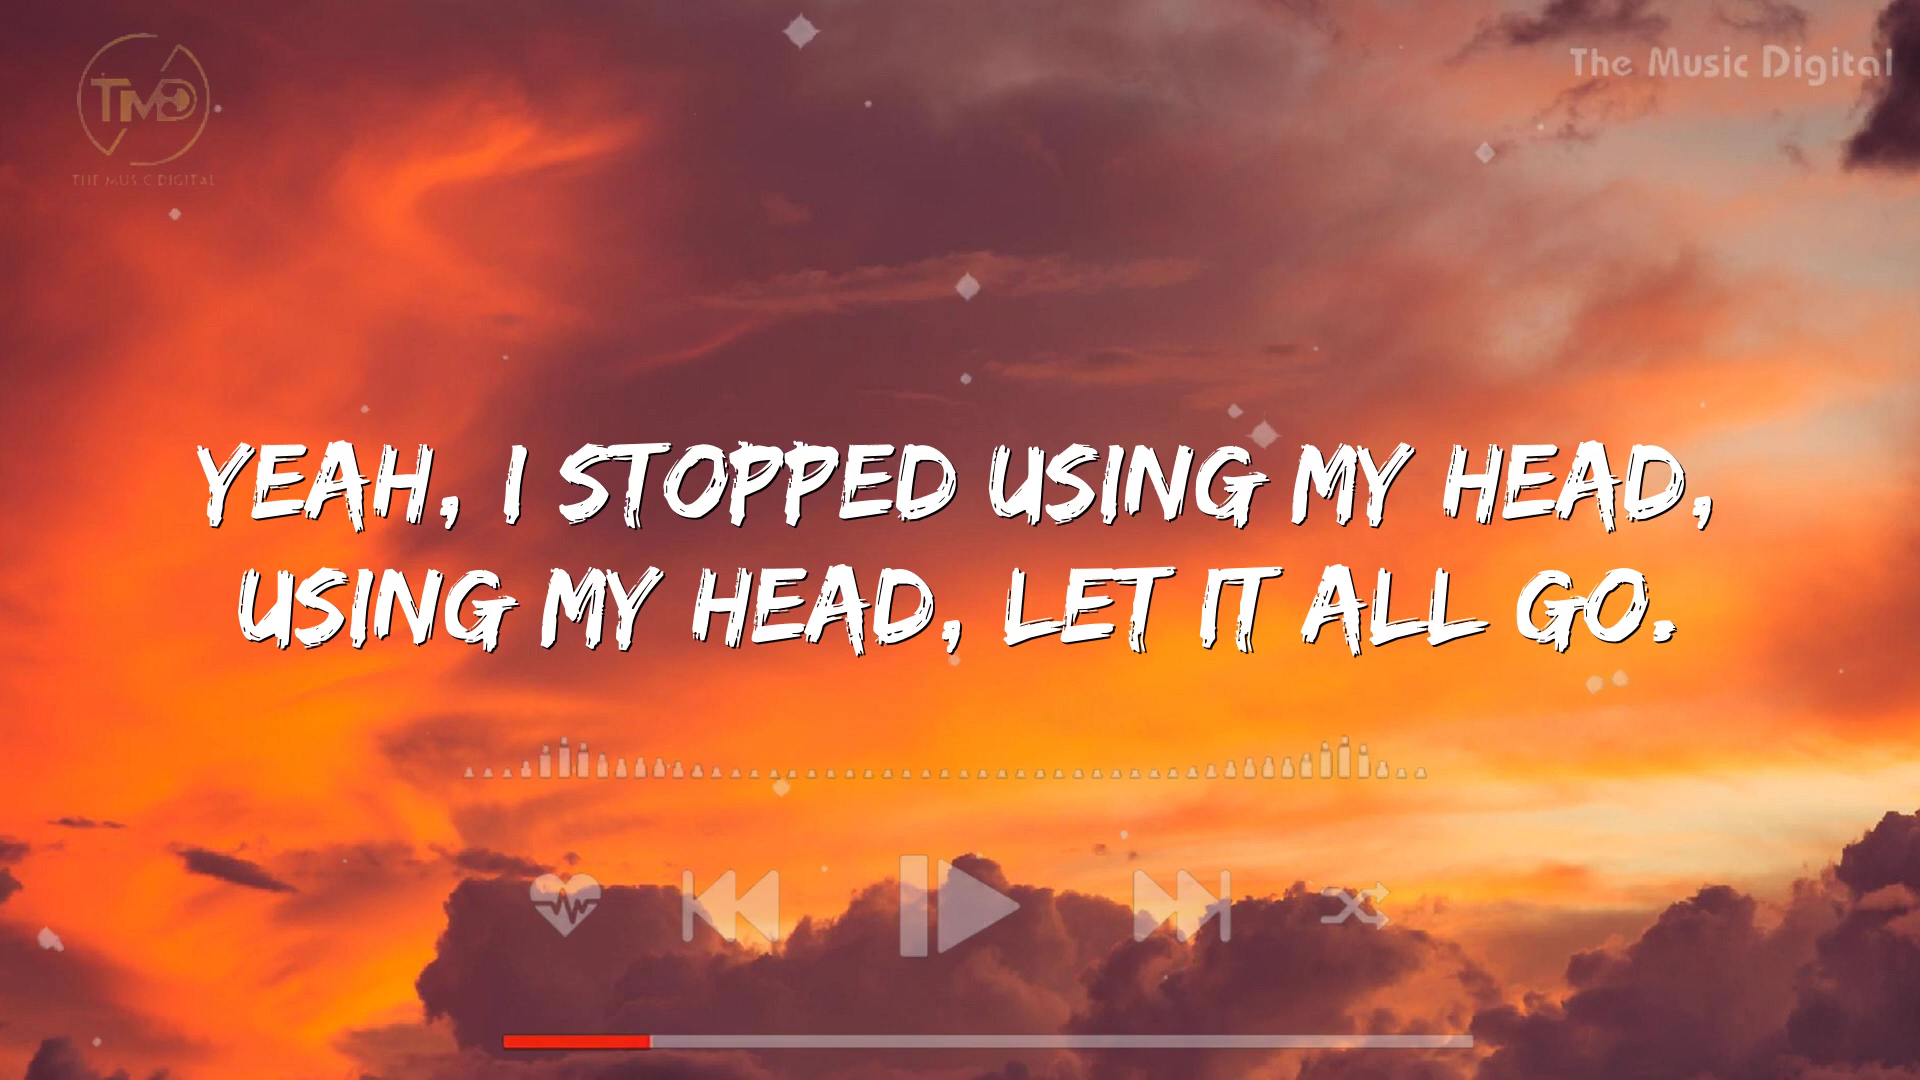 TMD
THE MUSIC DIGITAL
The Music Digital
YEAH, I STOPPED USING MY HEAD,
USING MY HEAD, LET IT ALL GO.